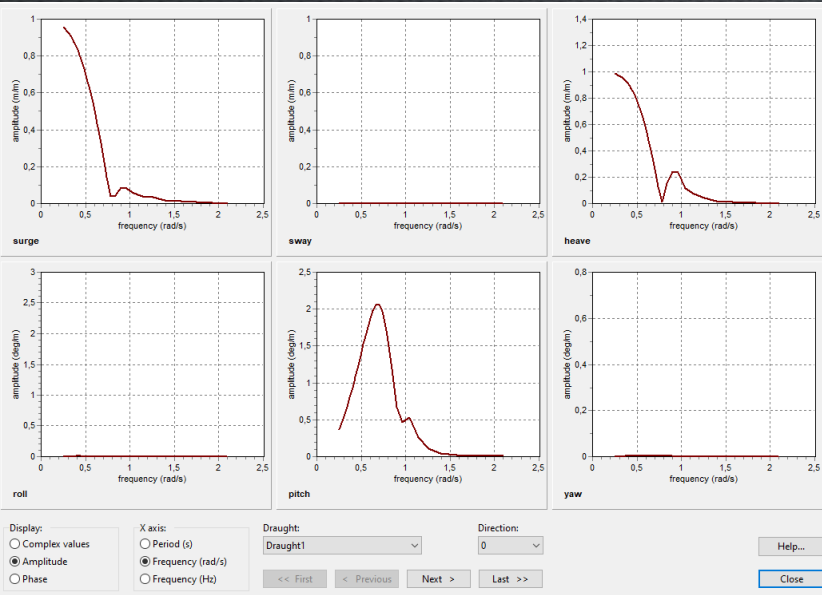 1
0,8
0,6
0,4
0,2
0
amplitude (m/m)
0 0,5 1 1,5 2 2,5
frequency (rad/s)
surge
1
0,8
0,6
0,4
0,2
0
amplitude (m/m)
0 0,5 1 1,5 2 2,5
frequency (rad/s)
sway
1,4
1,2
1
0,8
0,6
0,4
0,2
0
amplitude (m/m)
0 0,5 1 1,5 2 2,5
frequency (rad/s)
heave
3
2,5
2
1,5
1
0,5
0
amplitude (deg/m)
0 0,5 1 1,5 2 2,5
frequency (rad/s)
roll
2,5
2
1,5
1
0,5
0
amplitude (deg/m)
0 0,5 1 1,5 2 2,5
frequency (rad/s)
pitch
0,8
0,6
0,4
0,2
0
amplitude (deg/m)
0 0,5 1 1,5 2 2,5
frequency (rad/s)
yaw
Display:
Complex values
Amplitude
Phase
X axis:
Period (s)
Frequency (rad/s)
Frequency (Hz)
Draught:
Draught1
Direction:
0
<< First
< Previous
Next >
Last >>
Help...
Close